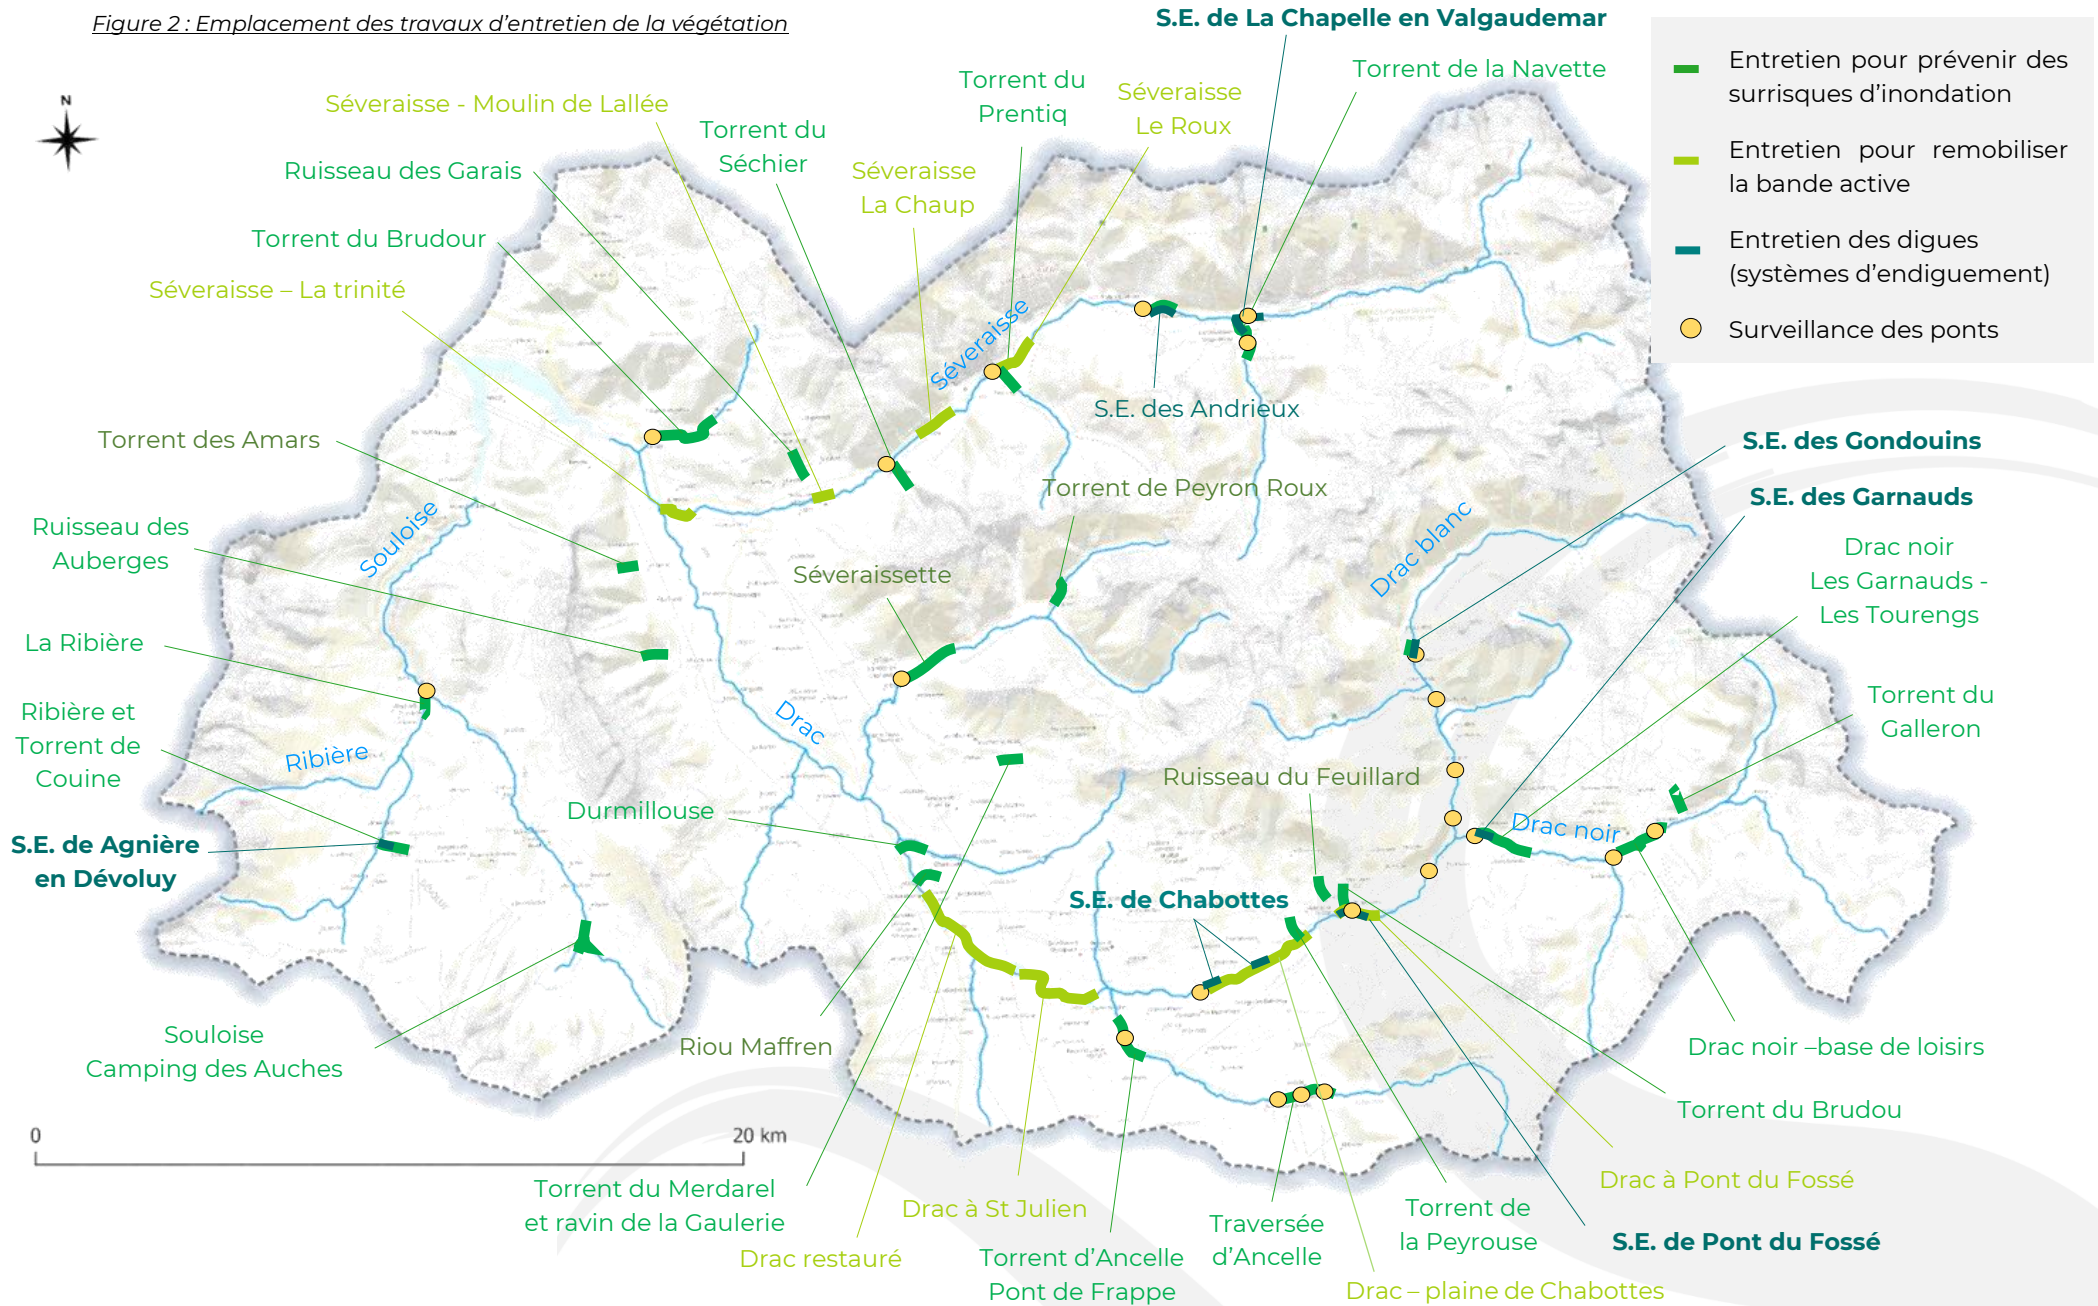 Figure 2 : Emplacement des travaux d’entretien de la végétation
S.E. de La Chapelle en Valgaudemar
Entretien pour prévenir des
surrisques d’inondation
Entretien pour remobiliser
la bande active
Entretien des digues
(systèmes d’endiguement)
Surveillance des ponts
N
Séveraisse - Moulin de Lallée
Torrent du
Séchier
Torrent du
Prentiq
Séveraisse
Le Roux
Torrent de la Navette
Ruisseau des Garais
Séveraisse
La Chaup
Torrent du Brudour
Séveraisse – La trinité
Séveraisse
S.E. des Andrieux
Torrent des Amars
S.E. des Gondouins
Torrent de Peyron Roux
S.E. des Garnauds
Souloise
Drac blanc
Ruisseau des
Auberges
Séveraissette
Drac noir
Les Garnauds -
Les Tourengs
La Ribière
Torrent du
Galleron
Ribière et
Torrent de
Couine
Ribière
Drac
Ruisseau du Feuillard
Durmillouse
Drac noir
S.E. de Agnière
en Dévoluy
S.E. de Chabottes
Souloise
Camping des Auches
Riou Maffren
Drac noir –base de loisirs
Torrent du Brudou
0
20 km
Torrent du Merdarel
et ravin de la Gaulerie
Drac restauré
Drac à St Julien
Torrent d’Ancelle
Pont de Frappe
Traversée
d’Ancelle
Torrent de
la Peyrouse
Drac – plaine de Chabottes
Drac à Pont du Fossé
S.E. de Pont du Fossé